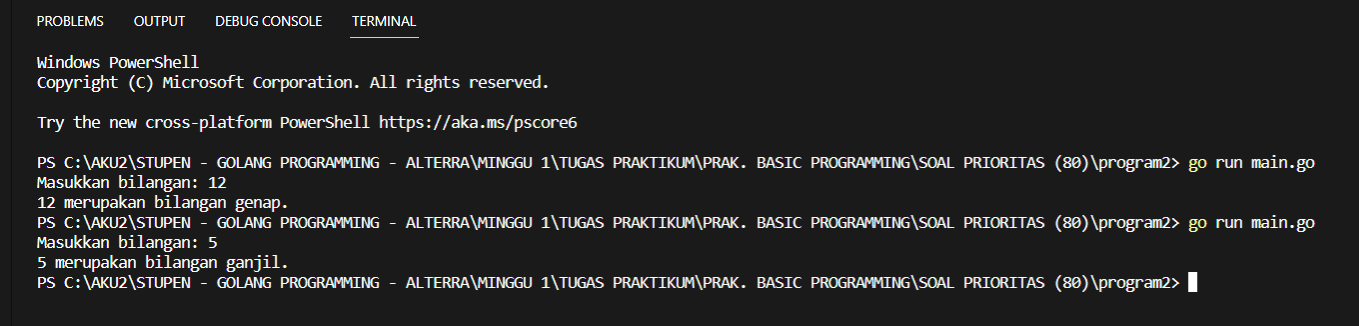 PROBLEMS OUTPUT DEBUG CONSOLE TERMINAL
Windows PowerShell
Copyright (C) Microsoft Corporation. All rights reserved.
Try the new cross-platform PowerShell https://aka.ms/pscore6
PS C:\AKU2\STUPEN - GOLANG PROGRAMMING - ALTERRA\MINGGU 1\TUGAS PRAKTIKUM\PRAK. BASIC PROGRAMMING\SOAL PRIORITAS (80)\program2> go run main.go
Masukkan bilangan: 12
12 merupakan bilangan genap.
PS C:\AKU2\STUPEN - GOLANG PROGRAMMING - ALTERRA\MINGGU 1\TUGAS PRAKTIKUM\PRAK. BASIC PROGRAMMING\SOAL PRIORITAS (80)\program2> go run main.go
Masukkan bilangan: 5
5 merupakan bilangan ganjil.
PS C:\AKU2\STUPEN - GOLANG PROGRAMMING - ALTERRA\MINGGU 1\TUGAS PRAKTIKUM\PRAK. BASIC PROGRAMMING\SOAL PRIORITAS (80)\program2>